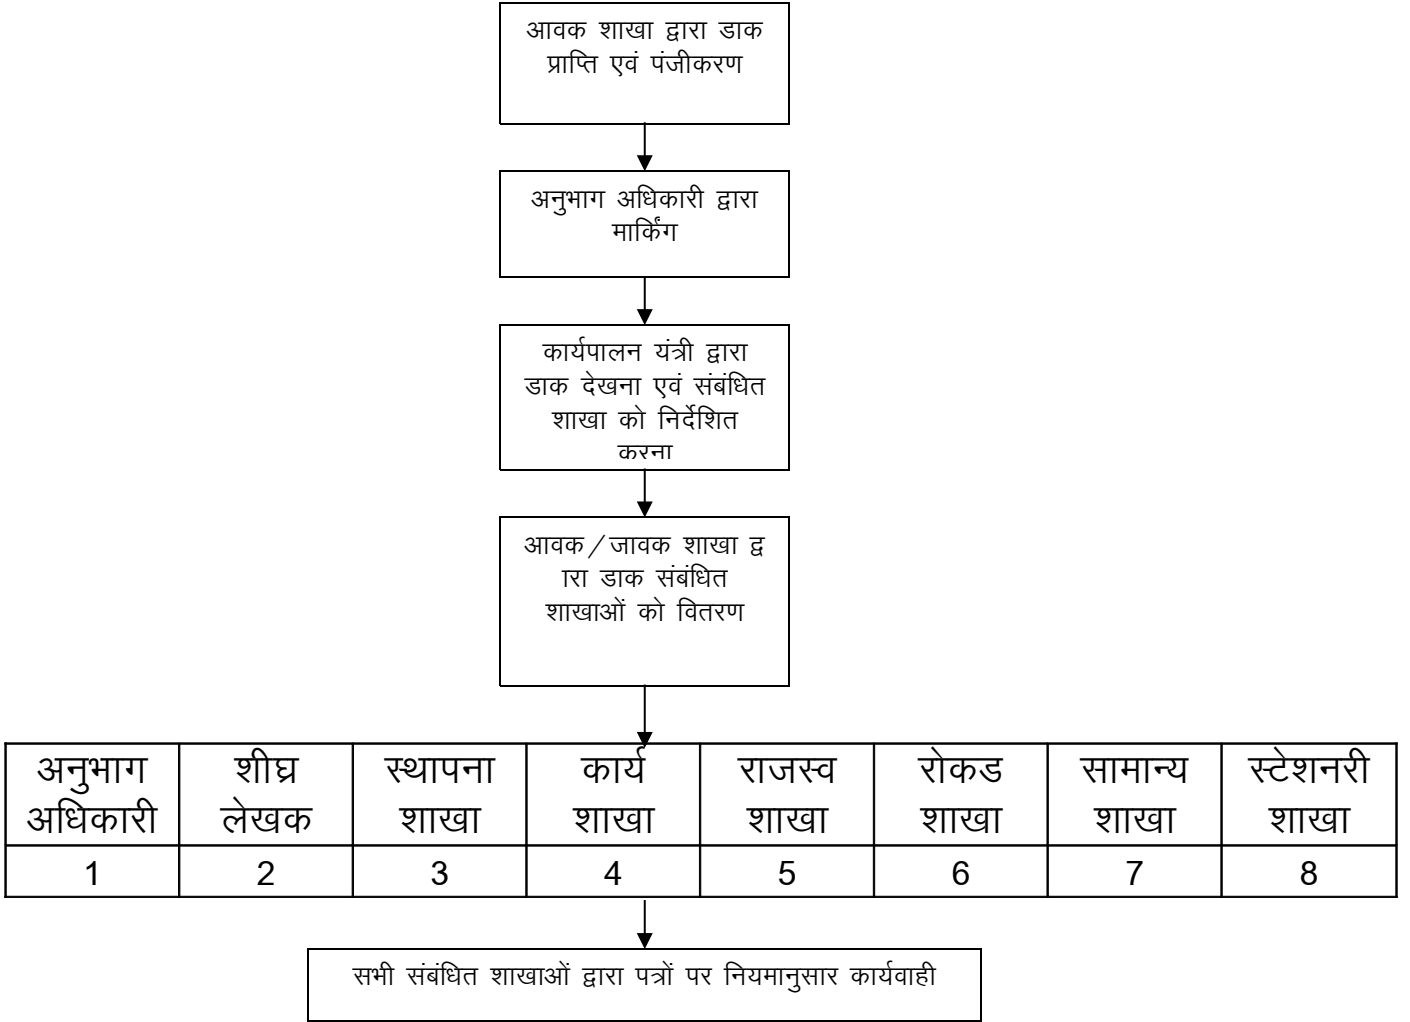 आवक शाखा द्वारा डाक
प्राप्ति एवं पंजीकरण
अनुभाग अधिकारी द्वारा
मार्किंग
कार्यपालन यंत्री द्वारा
डाक देखना एवं संबंधित
शाखा को निर्देशित
करना
आवक/जावक शाखा द्व
ारा डाक संबंधित
शाखाओं को वितरण
अनुभाग शीघ्र स्थापना कार्य राजस्व रोकड सामान्य स्टेशनरी
अधिकारी लेखक शाखा शाखा शाखा शाखा शाखा शाखा
1 2 3 4 5 6 7 8
सभी संबंधित शाखाओं द्वारा पत्रों पर नियमानुसार कार्यवाही